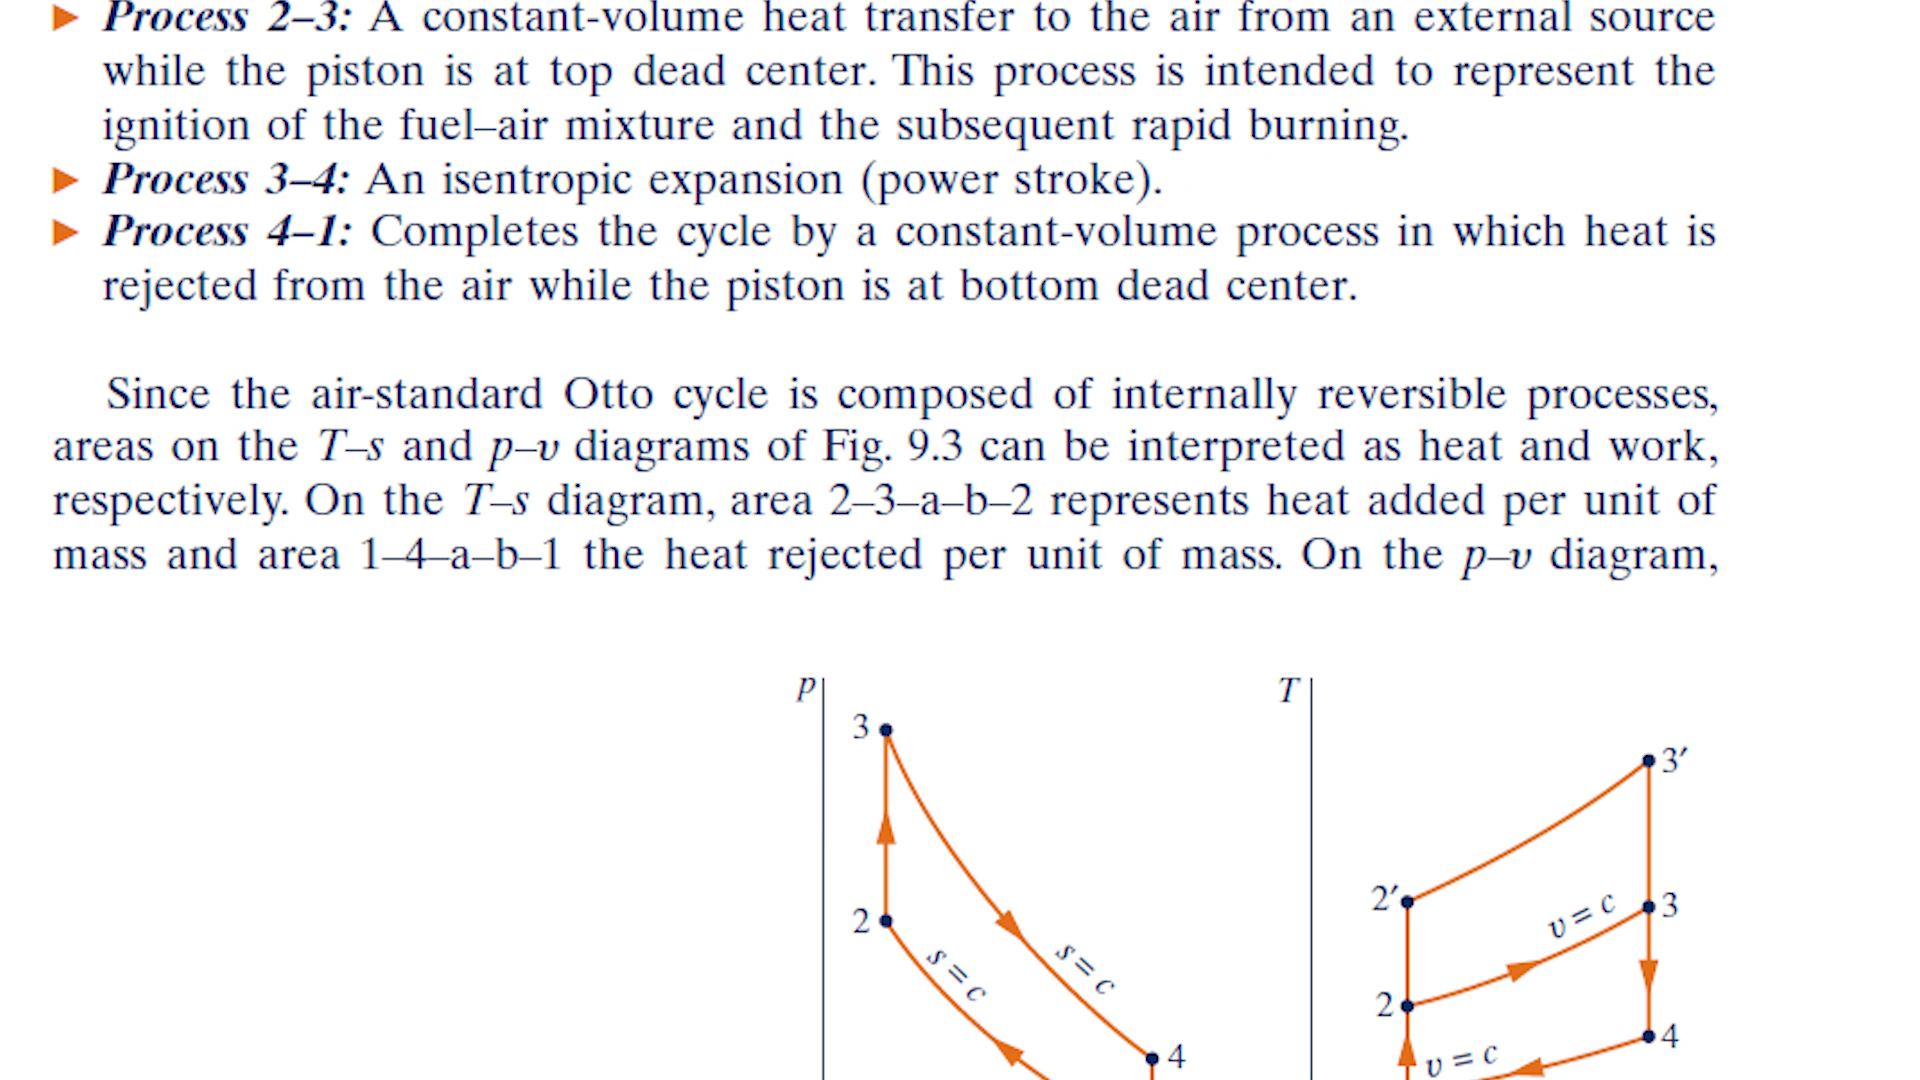 ▶ Process 2–3: A constant-volume heat transfer to the air from an external source
while the piston is at top dead center. This process is intended to represent the
ignition of the fuel–air mixture and the subsequent rapid burning.
▶ Process 3–4: An isentropic expansion (power stroke).
▶ Process 4–1: Completes the cycle by a constant-volume process in which heat is
rejected from the air while the piston is at bottom dead center.
Since the air-standard Otto cycle is composed of internally reversible processes,
areas on the T–s and p–v diagrams of Fig. 9.3 can be interpreted as heat and work,
respectively. On the T–s diagram, area 2–3–a–b–2 represents heat added per unit of
mass and area 1–4–a–b–1 the heat rejected per unit of mass. On the p–v diagram,
p
3
2
s = c
s = c
4
T
3′
2′
v = c
3
2
4
v = c